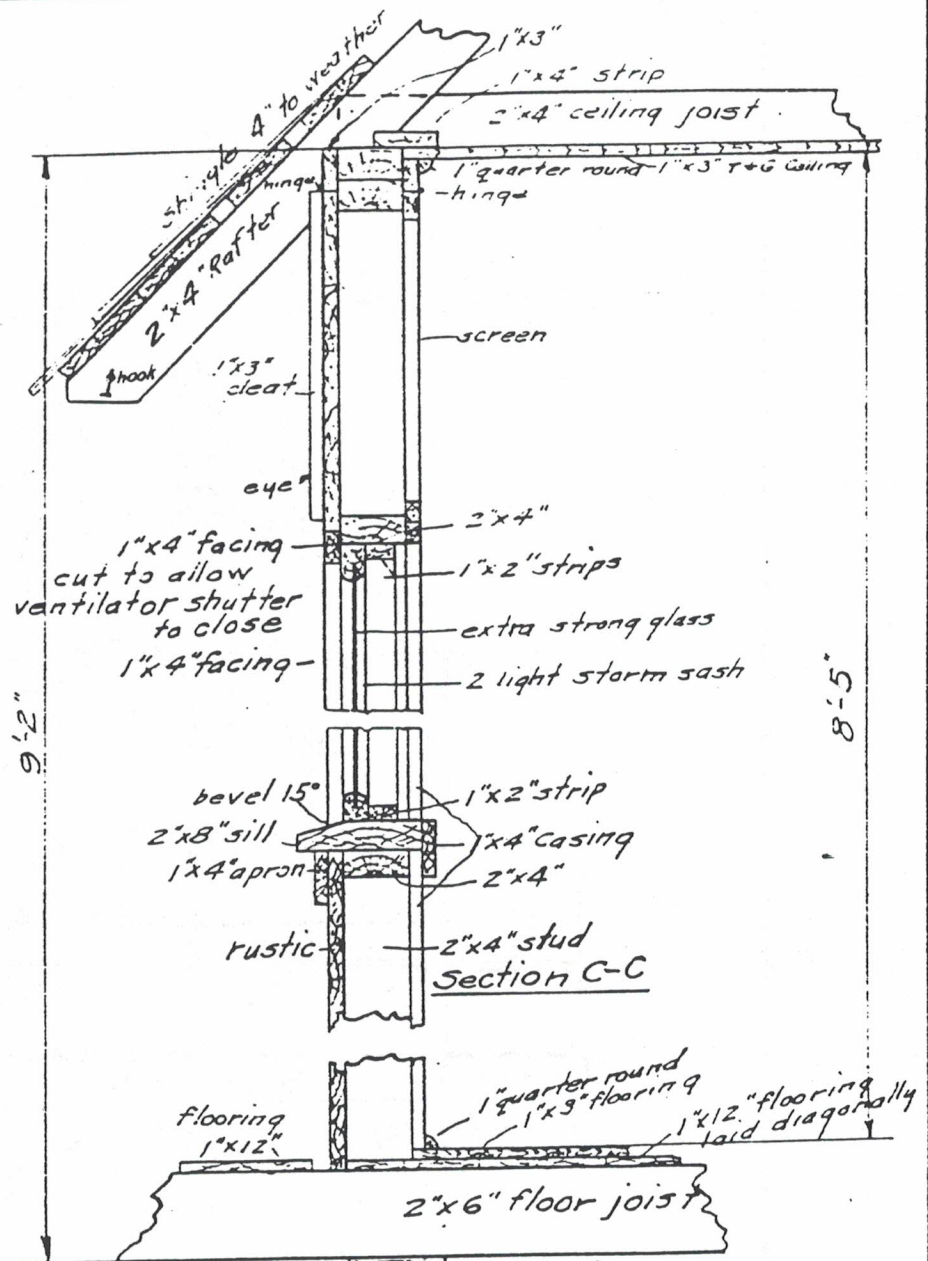 shingle 4" to weather
1"x3"
1"x4" strip
2"x4" ceiling joist
1" quarter round
1"x3" T&G Ceiling
hinge
hinge
2"x4" Rafter
hook
screen
1"x3"
cleat
eye
2"x4"
1"x4" facing
cut to allow
ventilator shutter
to close
1"x2" strips
extra strong glass
1"x4" facing
2 light storm sash
9'-2"
8'-5"
bevel 15°
1"x2" strip
2"x8" sill
1"x4" Casing
1"x4" apron
2"x4"
rustic
2"x4" stud
Section C-C
1" quarter round
1"x3" flooring
1"x12" flooring
laid diagonally
flooring
1"x12"
2"x6" floor joist